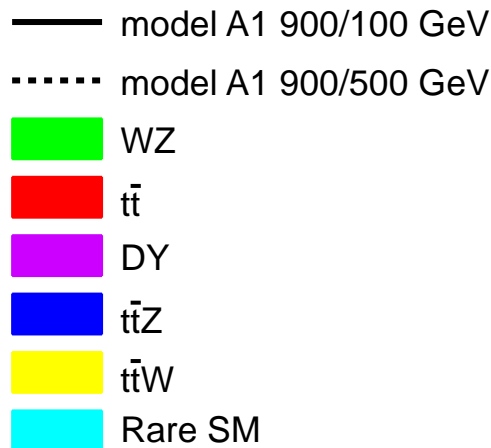 model A1 900/100 GeV
model A1 900/500 GeV
WZ
tt̄
DY
tt̄Z
tt̄W
Rare SM